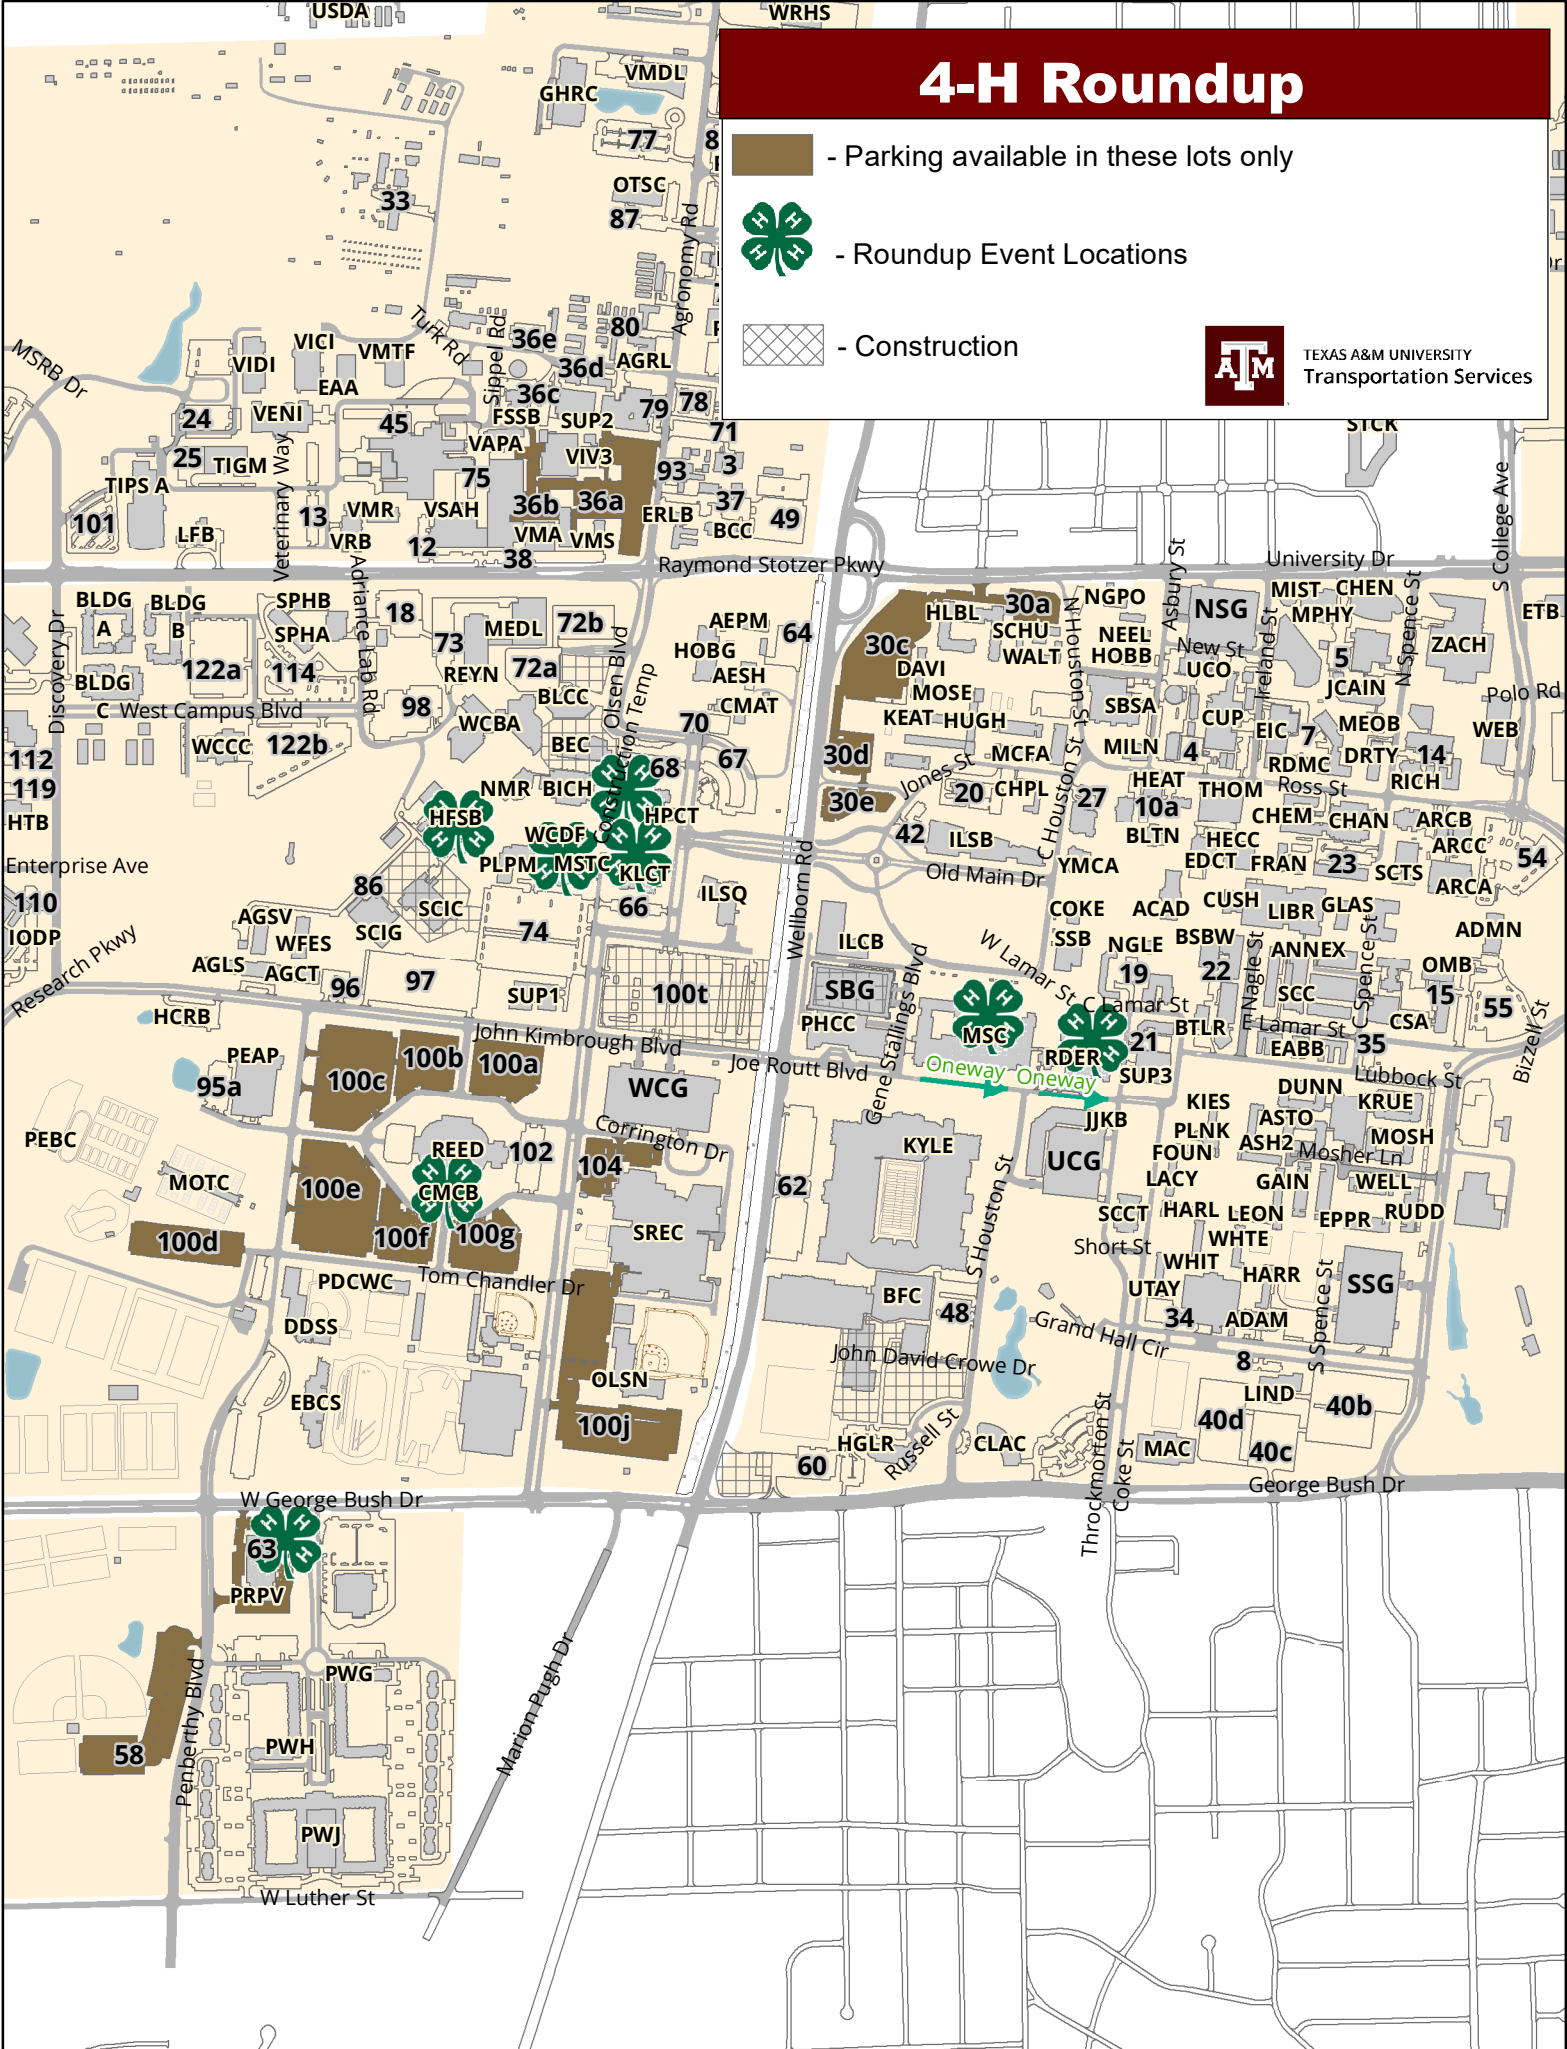 USDA
WRHS
4-H Roundup
- Parking available in these lots only
- Roundup Event Locations
- Construction
TEXAS A&M UNIVERSITY
Transportation Services
A|M
VMDL
GHRC
77
8
OTSC
33
87
Agronomy Rd
Turk Rd
Sippel Rd
36e
80
VICI
VMTF
MSRB Dr
VIDI
36d
AGRL
EAA
36c
79
78
24
VENI
45
FSSB
SUP2
71
STCK
VAPA
25
TIGM
Veterinary Way
VIV3
93
3
75
TIPS A
36b
36a
37
S College Ave
101
13
VMR
VSAH
ERLB
49
LFB
VRB
VMA
VMS
BCC
12
38
Raymond Stotzer Pkwy
University Dr
Asbury St
Adriance Lab Rd
MIST
CHEN
BLDG
A
BLDG
B
SPHB
18
72b
AEPM
64
HLBL
30a
NGPO
NSG
MPHY
N Spence St
ETB
Discovery Dr
SPHA
73
MEDL
Olsen Blvd
HOBG
30c
SCHU
N Houston St
NEEL
HOBB
New St
Ireland St
5
ZACH
122a
114
REYN
72a
AESH
DAVI
WALT
UCO
JCAIN
BLDG
C
West Campus Blvd
98
BLCC
CMAT
MOSE
SBSA
Polo Rd
WCBA
70
KEAT
HUGH
CUP
EIC
7
MEOB
WEB
112
WCCC
122b
BEC
Construction Temp
67
30d
MCFA
MILN
4
DRTY
14
119
68
Jones St
RDMC
RICH
NMR
BICH
20
CHPL
27
HEAT
THOM
Ross St
HTB
HFSB
HPCT
30e
10a
CHEM
CHAN
ARCB
WCDF
42
ILSB
C Houston St
BLTN
HECC
ARCC
54
Enterprise Ave
PLPM
MSTC
KLCT
Wellborn Rd
Old Main Dr
YMCA
EDCT
FRAN
23
SCTS
ARCA
86
110
SCIC
66
ILSQ
COKE
ACAD
CUSH
LIBR
GLAS
AGSV
SCIG
74
IODP
WFES
ILCB
W Lamar St
SSB
NGLE
BSBW
ANNEX
ADMN
Research Pkwy
AGLS
AGCT
Gene Stallings Blvd
19
22
N Nagle St
C Spence St
OMB
96
97
SUP1
100t
SBG
C Lamar St
SCC
15
55
HCRB
PHCC
MSC
BTLR
Lamar St
CSA
John Kimbrough Blvd
RDER
21
EABB
35
Bizzell St
PEAP
100b
100a
Joe Routt Blvd
Oneway
Oneway
SUP3
Lubbock St
100c
95a
WCG
DUNN
KRUE
KIES
JJKB
ASTO
Corrington Dr
PLNK
MOSH
PEBC
KYLE
ASH2
Mosher Ln
REED
102
104
FOUN
UCG
MOTC
100e
CMCB
62
LACY
GAIN
WELL
S Houston St
SCCT
HARL
LEON
EPPR
RUDD
100d
100f
100g
SREC
Short St
WHTE
WHIT
PDCWC
Tom Chandler Dr
UTAY
HARR
SSG
BFC
48
34
ADAM
S Spence St
DDSS
Grand Hall Cir
John David Crowe Dr
8
OLSN
EBCS
LIND
40d
40b
100j
Russell St
Throckmorton St
HGLR
CLAC
MAC
40c
60
Coke St
W George Bush Dr
George Bush Dr
63
PRPV
PWG
Marion Pugh Dr
Penberthy Blvd
58
PWH
PWJ
W Luther St